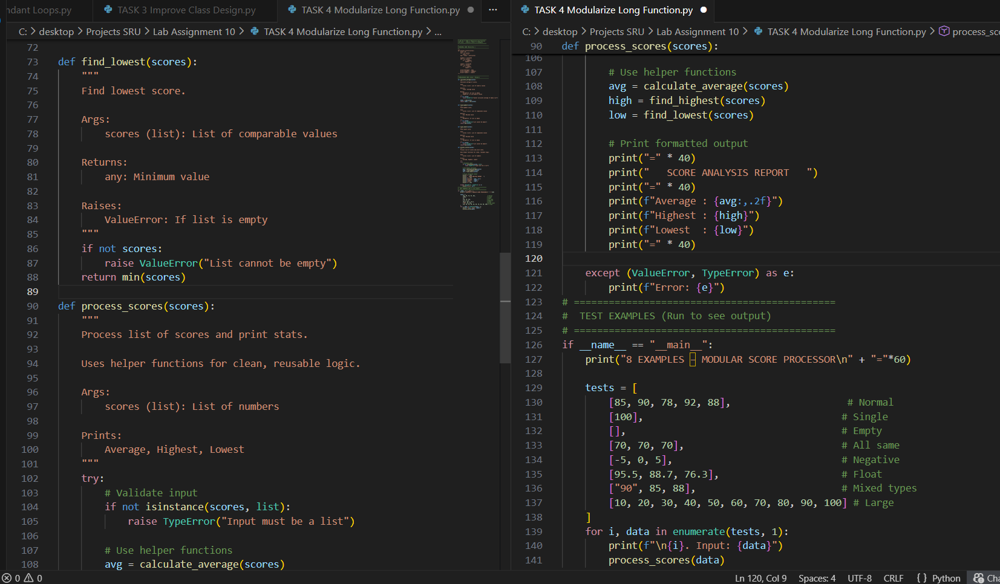 ndant Loops.py TASK 3 Improve Class Design.py TASK 4 Modularize Long Function.py ● ···
C: > desktop > Projects SRU > Lab Assignment 10 > TASK 4 Modularize Long Function.py > ...
72
73 def find_lowest(scores):
74 """
75 Find lowest score.
76
77 Args:
78 scores (list): List of comparable values
79
80 Returns:
81 any: Minimum value
82
83 Raises:
84 ValueError: If list is empty
85 """
86 if not scores:
87 raise ValueError("List cannot be empty")
88 return min(scores)
89
90 def process_scores(scores):
91 """
92 Process list of scores and print stats.
93
94 Uses helper functions for clean, reusable logic.
95
96 Args:
97 scores (list): List of numbers
98
99 Prints:
100 Average, Highest, Lowest
101 """
102 try:
103 # Validate input
104 if not isinstance(scores, list):
105 raise TypeError("Input must be a list")
106
107 # Use helper functions
108 avg = calculate_average(scores)
TASK 4 Modularize Long Function.py ●
C: > desktop > Projects SRU > Lab Assignment 10 > TASK 4 Modularize Long Function.py > process_sc
90 def process_scores(scores):
106
107 # Use helper functions
108 avg = calculate_average(scores)
109 high = find_highest(scores)
110 low = find_lowest(scores)
111
112 # Print formatted output
113 print("=" * 40)
114 print("   SCORE ANALYSIS REPORT   ")
115 print("=" * 40)
116 print(f"Average : {avg:,.2f}")
117 print(f"Highest : {high}")
118 print(f"Lowest  : {low}")
119 print("=" * 40)
120
121 except (ValueError, TypeError) as e:
122 print(f"Error: {e}")
123 # =============================================
124 #  TEST EXAMPLES (Run to see output)
125 # =============================================
126 if __name__ == "__main__":
127 print("8 EXAMPLES – MODULAR SCORE PROCESSOR\n" + "="*60)
128
129 tests = [
130 [85, 90, 78, 92, 88], # Normal
131 [100], # Single
132 [], # Empty
133 [70, 70, 70], # All same
134 [-5, 0, 5], # Negative
135 [95.5, 88.7, 76.3], # Float
136 ["90", 85, 88], # Mixed types
137 [10, 20, 30, 40, 50, 60, 70, 80, 90, 100] # Large
138 ]
139 for i, data in enumerate(tests, 1):
140 print(f"\n{i}. Input: {data}")
141 process_scores(data)
0 0 Ln 120, Col 9 Spaces: 4 UTF-8 CRLF { } Python Cha